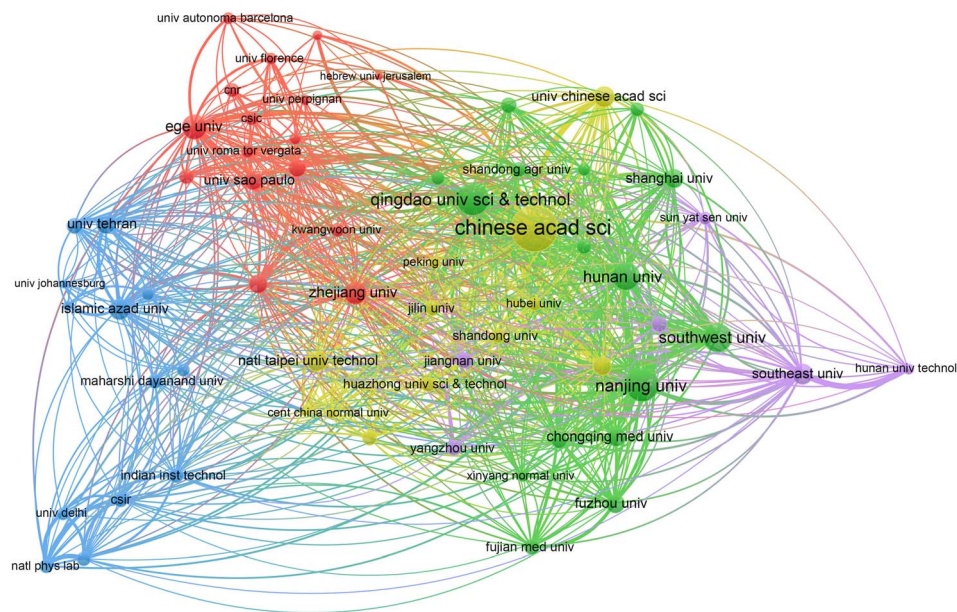 univ autonoma barcelona
univ florence
hebrew univ jerusalem
cnr
univ perpignan
univ chinese acad sci
csic
ege univ
univ roma tor vergata
shandong agr univ
univ sao paulo
shanghai univ
qingdao univ sci & technol
sun yat sen univ
univ tehran
chinese acad sci
kwangwoon univ
peking univ
hunan univ
univ johannesburg
zhejiang univ
islamic azad univ
jilin univ
hubei univ
shandong univ
southwest univ
natl taipei univ technol
jiangnan univ
hunan univ technol
southeast univ
maharshi dayanand univ
huazhong univ sci & technol
nanjing univ
cent china normal univ
chongqing med univ
yangzhou univ
indian inst technol
xinyang normal univ
csir
fuzhou univ
univ delhi
fujian med univ
natl phys lab